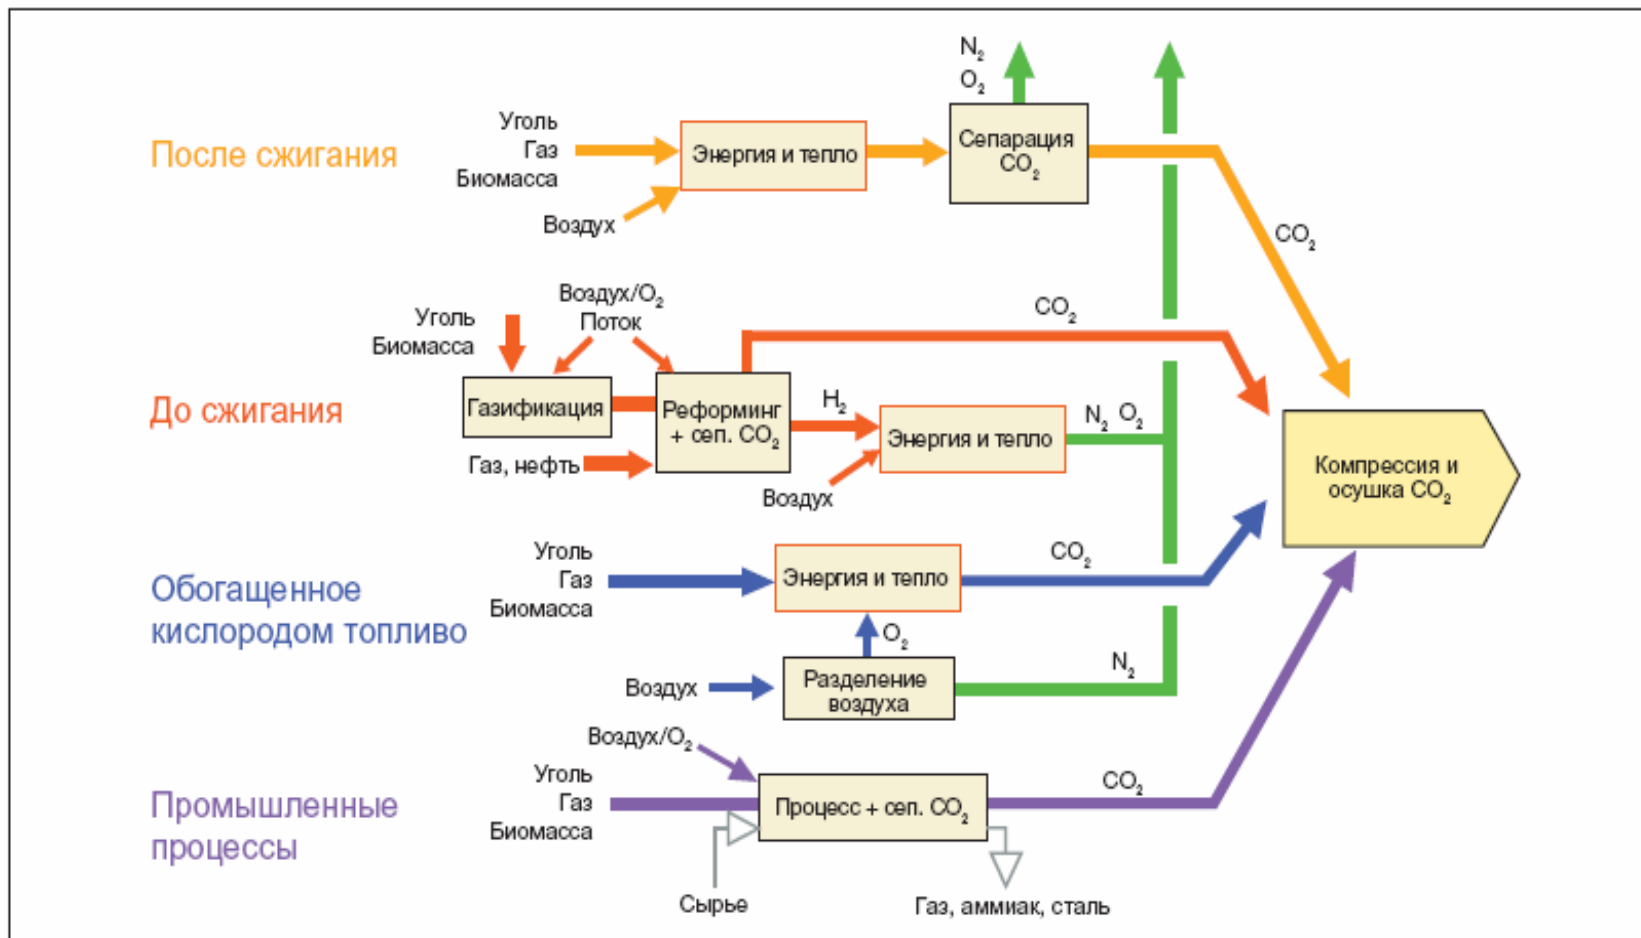 N₂
O₂
После сжигания
Уголь
Газ
Биомасса
Воздух
Энергия и тепло
Сепарация
CO₂
CO₂
До сжигания
Уголь
Биомасса
Воздух/O₂
Поток
Газификация
Газ, нефть
Реформинг
+ сеп. CO₂
CO₂
H₂
Воздух
Энергия и тепло
N₂ O₂
Компрессия и
осушка CO₂
Обогащенное
кислородом топливо
Уголь
Газ
Биомасса
Энергия и тепло
CO₂
O₂
Воздух
Разделение
воздуха
N₂
Промышленные
процессы
Воздух/O₂
Уголь
Газ
Биомасса
Процесс + сеп. CO₂
CO₂
Сырье
Газ, аммиак, сталь